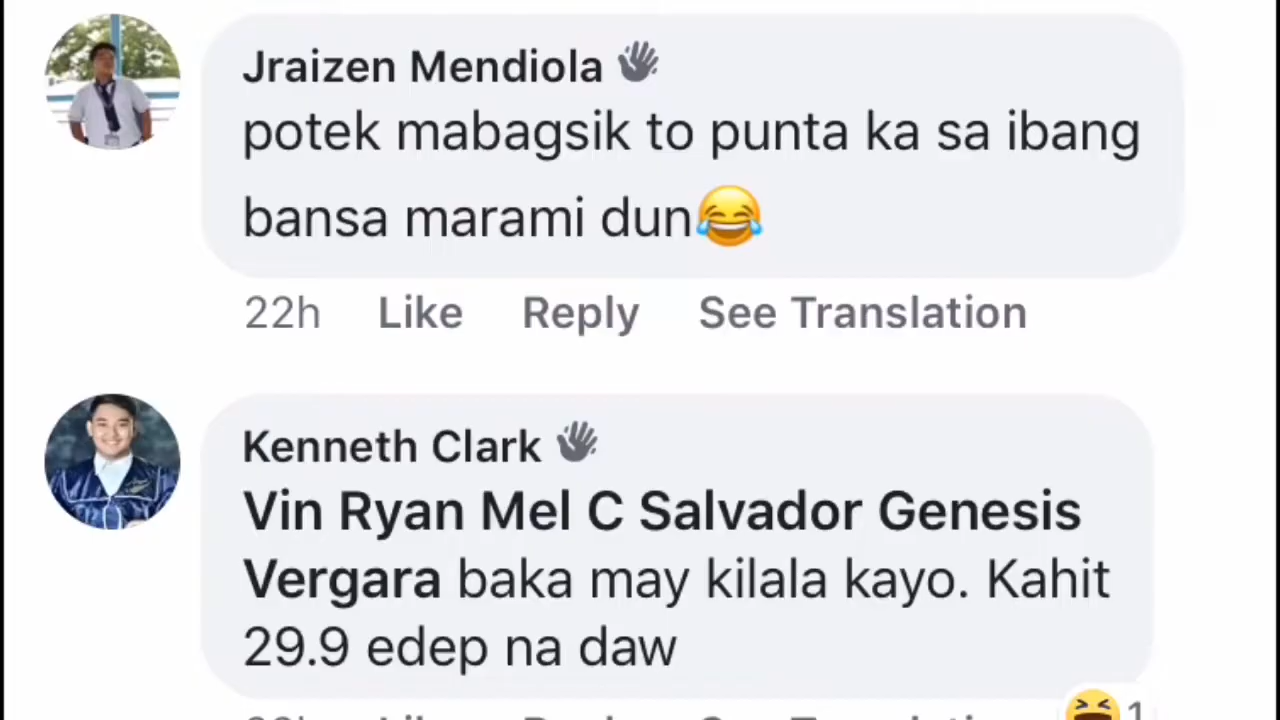 Jraizen Mendiola
potek mabagsik to punta ka sa ibang
bansa marami dun😂
22h Like Reply See Translation
Kenneth Clark
Vin Ryan Mel C Salvador Genesis
Vergara baka may kilala kayo. Kahit
29.9 edep na daw
1